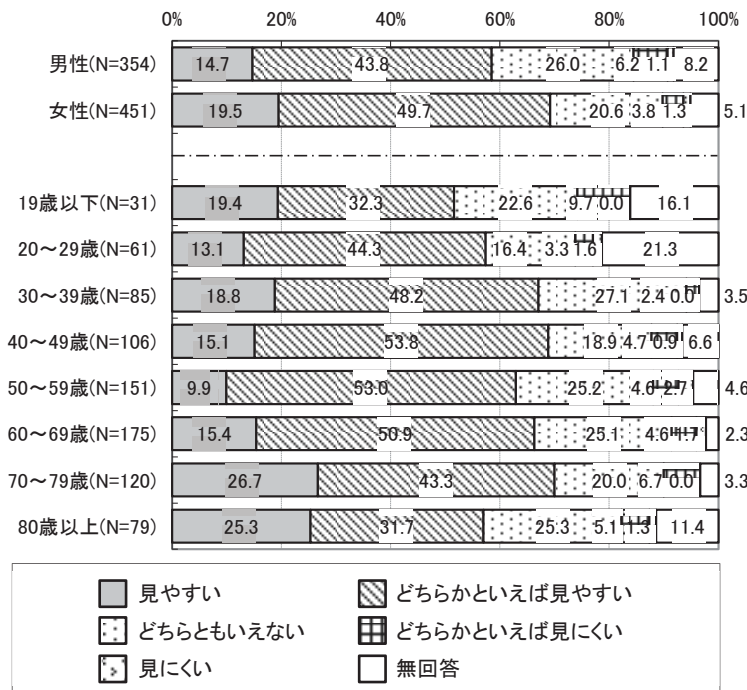 0% 20% 40% 60% 80% 100%
男性(N=354) 14.7 43.8 26.0 6.2 1.1 8.2
女性(N=451) 19.5 49.7 20.6 3.8 1.3 5.1
19歳以下(N=31) 19.4 32.3 22.6 9.7 0.0 16.1
20～29歳(N=61) 13.1 44.3 16.4 3.3 1.6 21.3
30～39歳(N=85) 18.8 48.2 27.1 2.4 0.0 3.5
40～49歳(N=106) 15.1 53.8 18.9 4.7 0.9 6.6
50～59歳(N=151) 9.9 53.0 25.2 4.6 2.7 4.6
60～69歳(N=175) 15.4 50.9 25.1 4.6 1.7 2.3
70～79歳(N=120) 26.7 43.3 20.0 6.7 0.0 3.3
80歳以上(N=79) 25.3 31.7 25.3 5.1 1.3 11.4
見やすい どちらかといえば見やすい
どちらともいえない どちらかといえば見にくい
見にくい 無回答